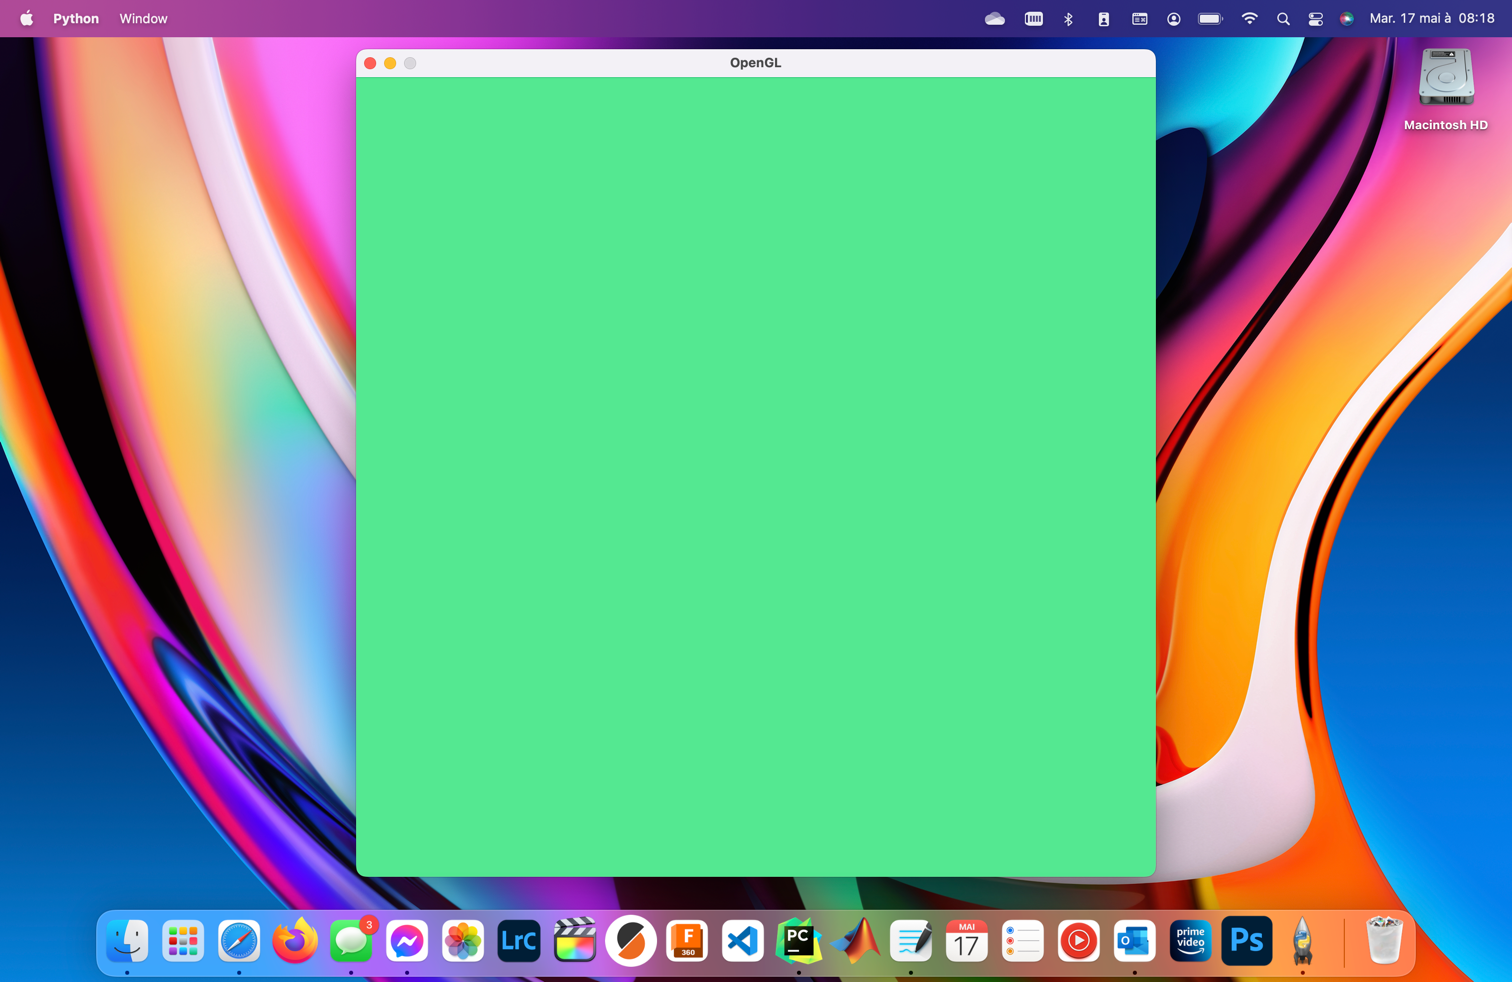 Python Window Mar. 17 mai à 08:18
OpenGL
Macintosh HD
3
LrC
F
360
PC
MAI
17
O
prime
video
Ps